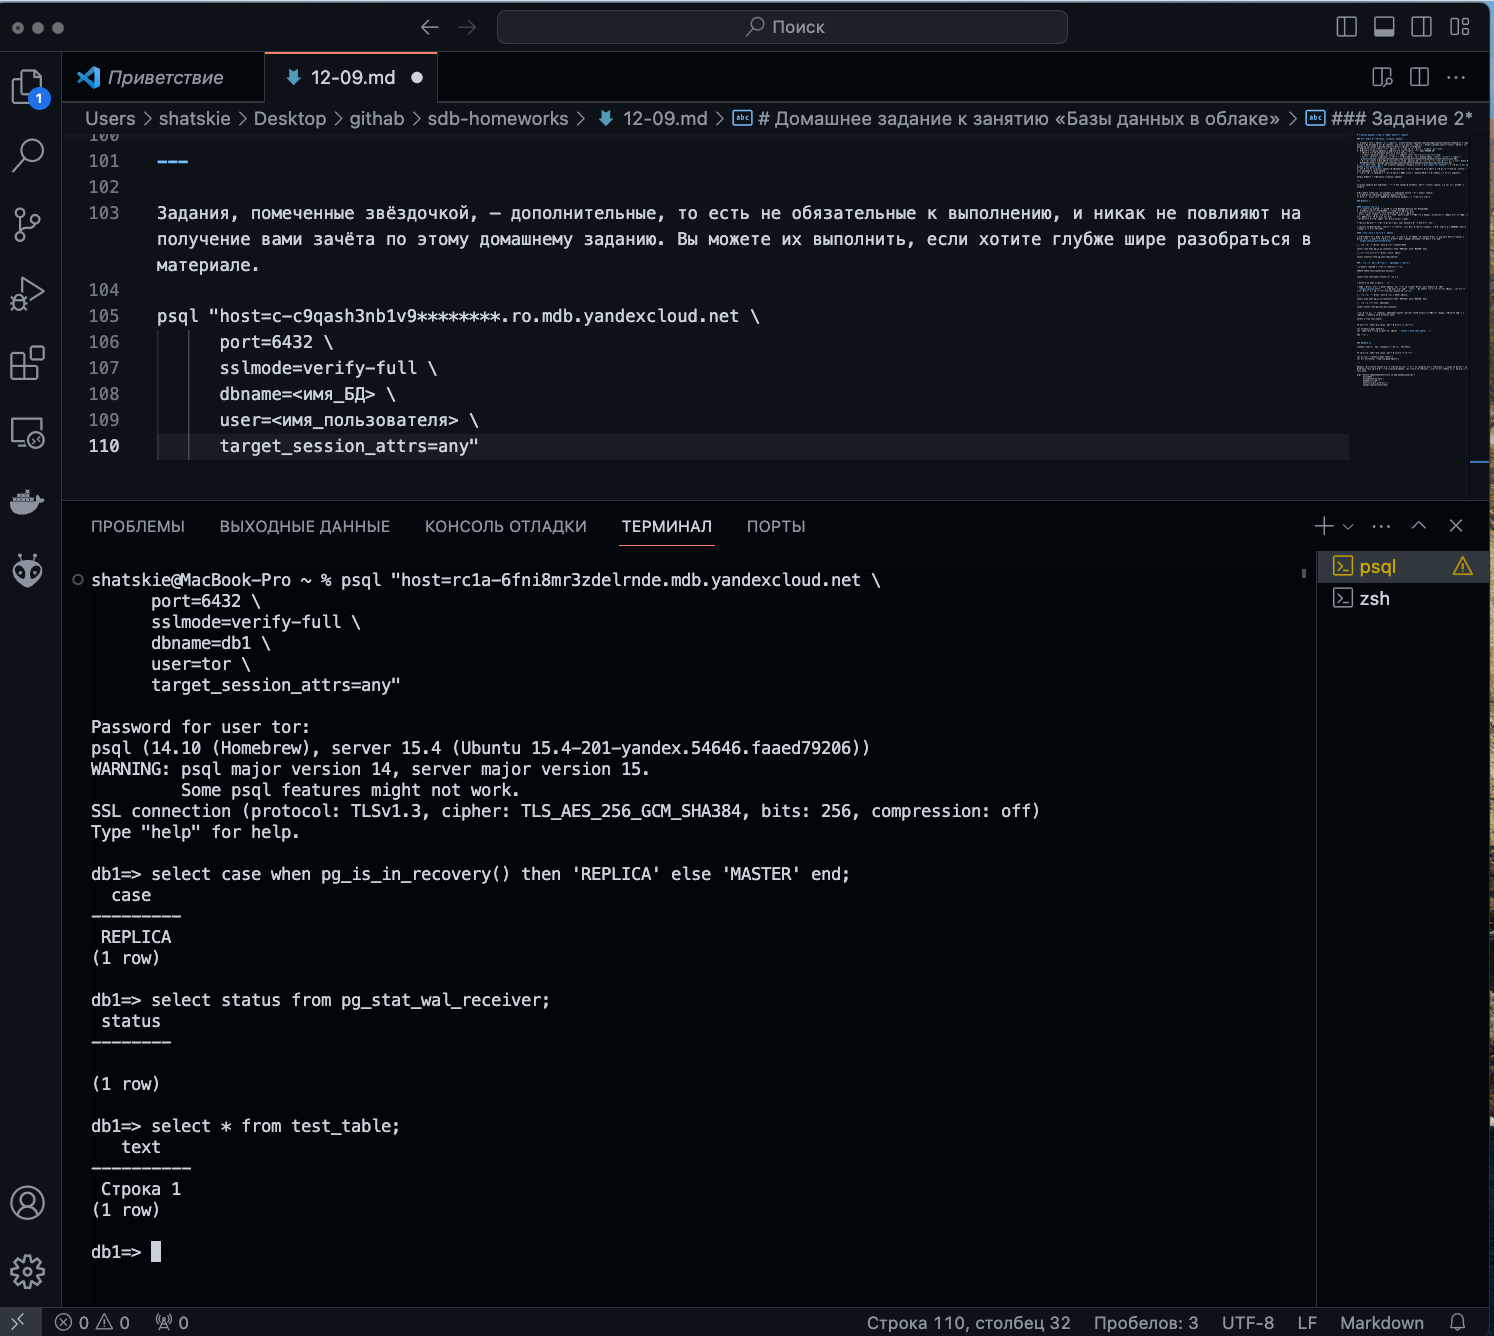 Поиск
1
Приветствие
12-09.md
Users > shatskie > Desktop > githab > sdb-homeworks > 12-09.md > # Домашнее задание к занятию «Базы данных в облаке» > ### Задание 2*
100
101 ---
102
103 Задания, помеченные звёздочкой, — дополнительные, то есть не обязательные к выполнению, и никак не повлияют на
получение вами зачёта по этому домашнему заданию. Вы можете их выполнить, если хотите глубже шире разобраться в
материале.
104
105 psql "host=c-c9qash3nb1v9********.ro.mdb.yandexcloud.net \
106 port=6432 \
107 sslmode=verify-full \
108 dbname=<имя_БД> \
109 user=<имя_пользователя> \
110 target_session_attrs=any"
ПРОБЛЕМЫ ВЫХОДНЫЕ ДАННЫЕ КОНСОЛЬ ОТЛАДКИ ТЕРМИНАЛ ПОРТЫ
psql
zsh
shatskie@MacBook-Pro ~ % psql "host=rc1a-6fni8mr3zdelrnde.mdb.yandexcloud.net \
port=6432 \
sslmode=verify-full \
dbname=db1 \
user=tor \
target_session_attrs=any"
Password for user tor:
psql (14.10 (Homebrew), server 15.4 (Ubuntu 15.4-201-yandex.54646.faaed79206))
WARNING: psql major version 14, server major version 15.
Some psql features might not work.
SSL connection (protocol: TLSv1.3, cipher: TLS_AES_256_GCM_SHA384, bits: 256, compression: off)
Type "help" for help.
db1=> select case when pg_is_in_recovery() then 'REPLICA' else 'MASTER' end;
case
---------
REPLICA
(1 row)
db1=> select status from pg_stat_wal_receiver;
status
--------
(1 row)
db1=> select * from test_table;
text
----------
Строка 1
(1 row)
db1=>
0 0 0 Строка 110, столбец 32 Пробелов: 3 UTF-8 LF Markdown